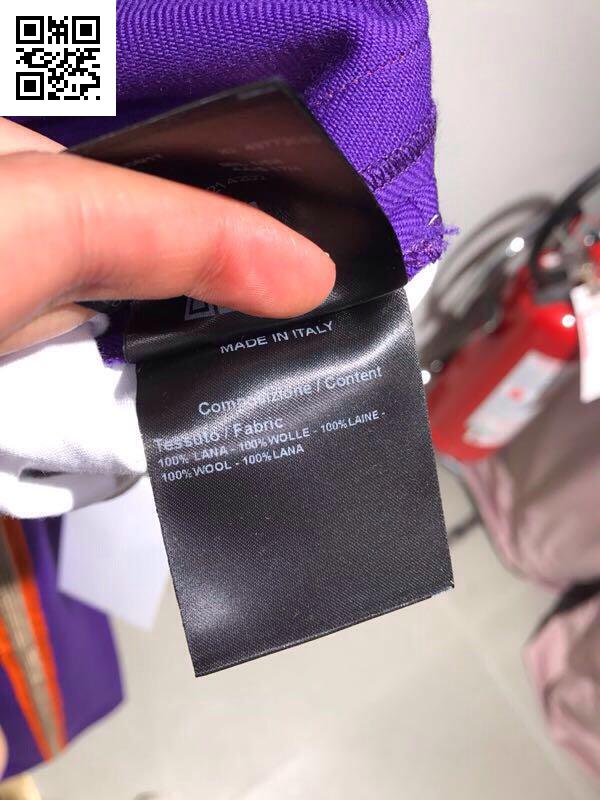 MADE IN ITALY
Composizione / Content
Tessuto / Fabric
100% LANA - 100% WOLLE - 100% LAINE -
100% WOOL - 100% LANA